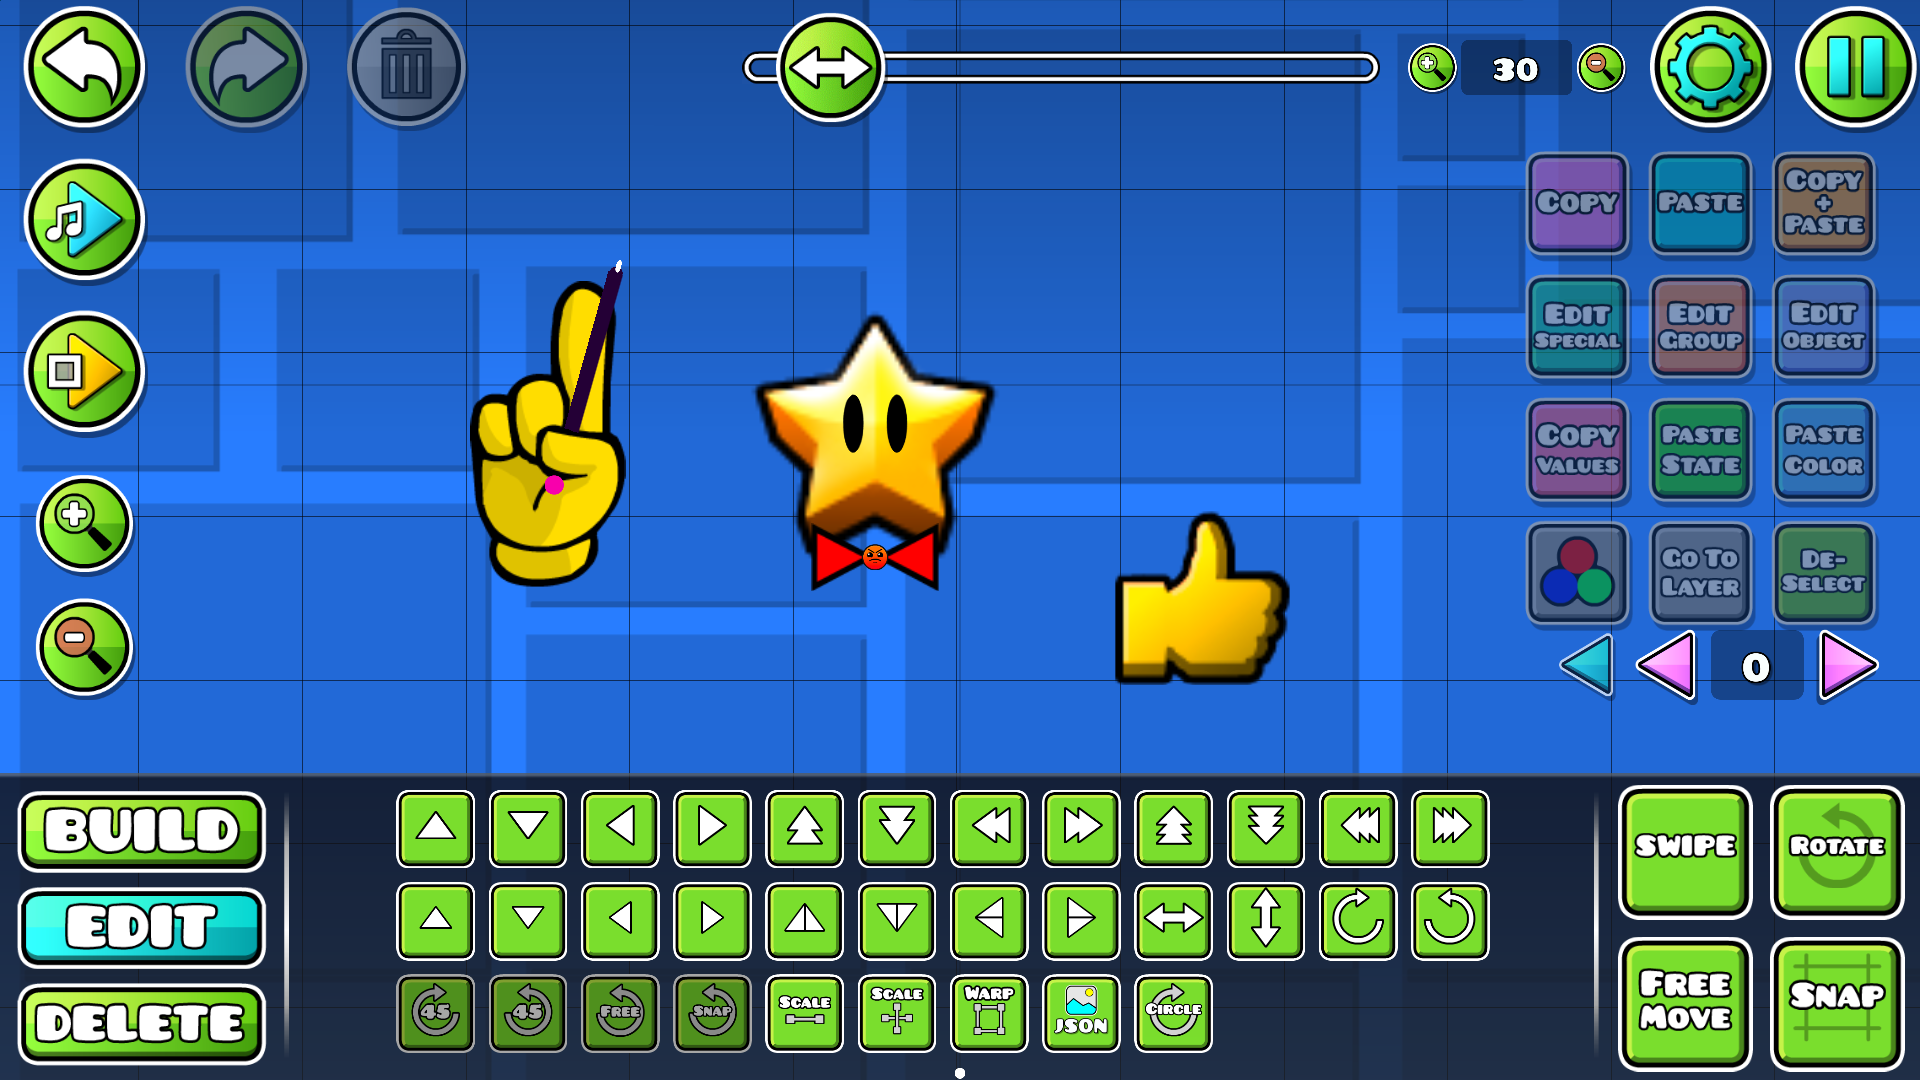 30
COPY
PASTE
COPY
+
PASTE
EDIT
SPECIAL
EDIT
GROUP
EDIT
OBJECT
COPY
VALUES
PASTE
STATE
PASTE
COLOR
GO TO
LAYER
DE-
SELECT
0
BUILD
EDIT
DELETE
45
45
FREE
SNAP
SCALE
SCALE
WARP
JSON
CIRCLE
SWIPE
ROTATE
FREE
MOVE
SNAP